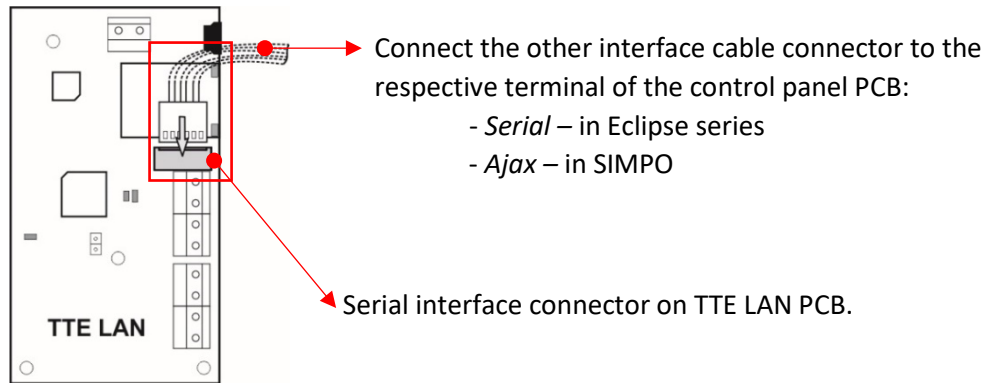 Connect the other interface cable connector to the
respective terminal of the control panel PCB:
- Serial – in Eclipse series
- Ajax – in SIMPO
Serial interface connector on TTE LAN PCB.
TTE LAN